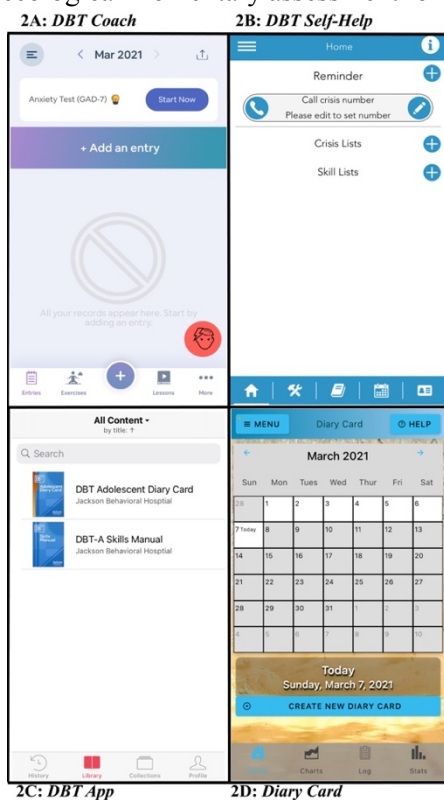 2A: DBT Coach
2B: DBT Self-Help
Mar 2021
Anxiety Test (GAD-7)
Start Now
+ Add an entry
All your records appear here. Start by
adding an entry.
Entries Exercises + Lessons More
Home i
Reminder
Call crisis number
Please edit to set number
Crisis Lists
Skill Lists
All Content
by title: ↑
Search
DBT Adolescent Diary Card
Jackson Behavioral Hosptial
DBT-A Skills Manual
Jackson Behavioral Hosptial
History Library Collections Profile
MENU Diary Card HELP
March 2021
Sun Mon Tues Wed Thur Fri Sat
28 1 2 3 4 5 6
7 Today 8 9 10 11 12 13
14 15 16 17 18 19 20
21 22 23 24 25 26 27
28 29 30 31 1 2 3
4 5 6 7 8 9 10
Today
Sunday, March 7, 2021
CREATE NEW DIARY CARD
Charts Log Stats
2C: DBT App
2D: Diary Card